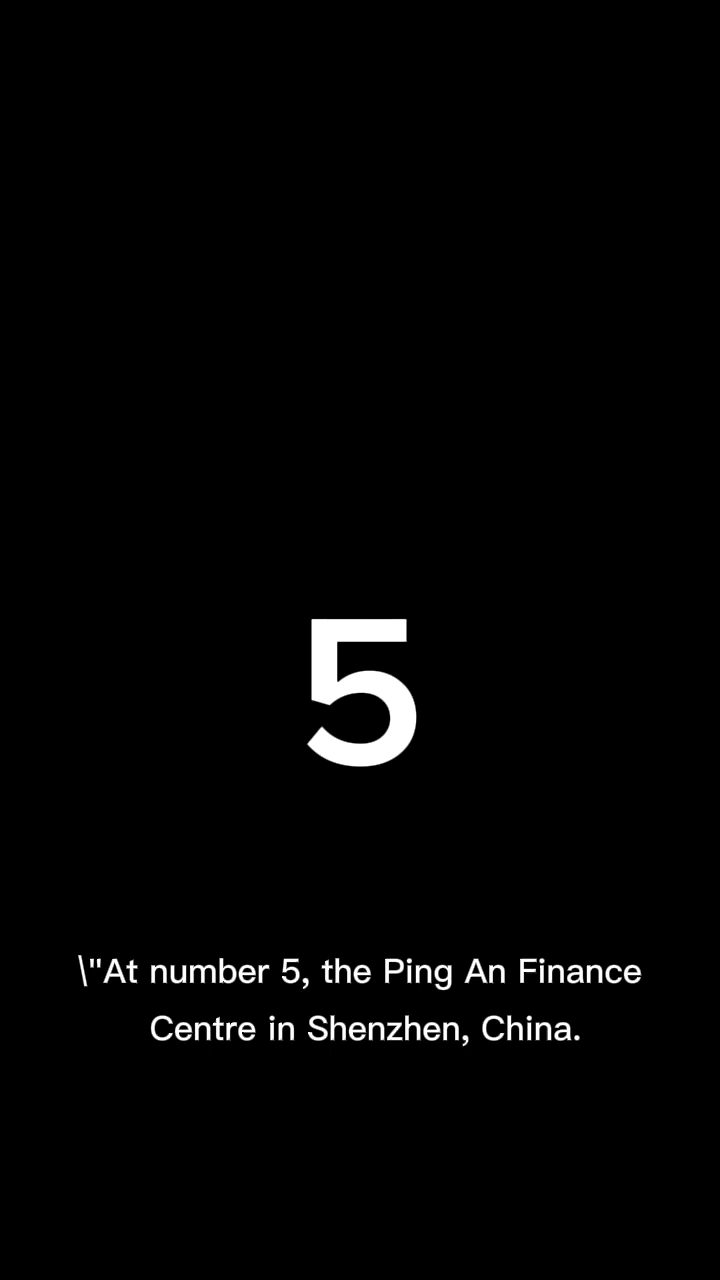 5
\"At number 5, the Ping An Finance
Centre in Shenzhen, China.